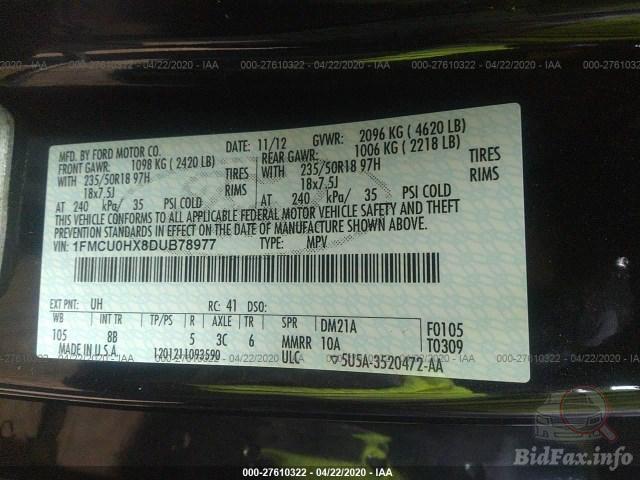 000-27610322 - 04/22/2020 - IAA
MFD. BY FORD MOTOR CO.
DATE: 11/12 GVWR: 2096 KG ( 4620 LB)
FRONT GAWR: 1098 KG ( 2420 LB) REAR GAWR: 1006 KG ( 2218 LB)
WITH 235/50R18 97H TIRES WITH 235/50R18 97H TIRES
18x7.5J RIMS 18x7.5J RIMS
AT 240 kPa/ 35 PSI COLD AT 240 kPa/ 35 PSI COLD
THIS VEHICLE CONFORMS TO ALL APPLICABLE FEDERAL MOTOR VEHICLE SAFETY AND THEFT
PREVENTION STANDARDS IN EFFECT ON THE DATE OF MANUFACTURE SHOWN ABOVE.
VIN: 1FMCU0HX8DUB78977 TYPE: MPV
EXT PNT: UH RC: 41 DSO:
WB INT TR TP/PS R AXLE TR SPR DM21A F0105
105 8B 5 3C 6 MMRR 10A T0309
MADE IN U.S.A. 1201211093590 ULC 5U5A-3520472-AA
000-27610322 - 04/22/2020 - IAA
BidFax.info